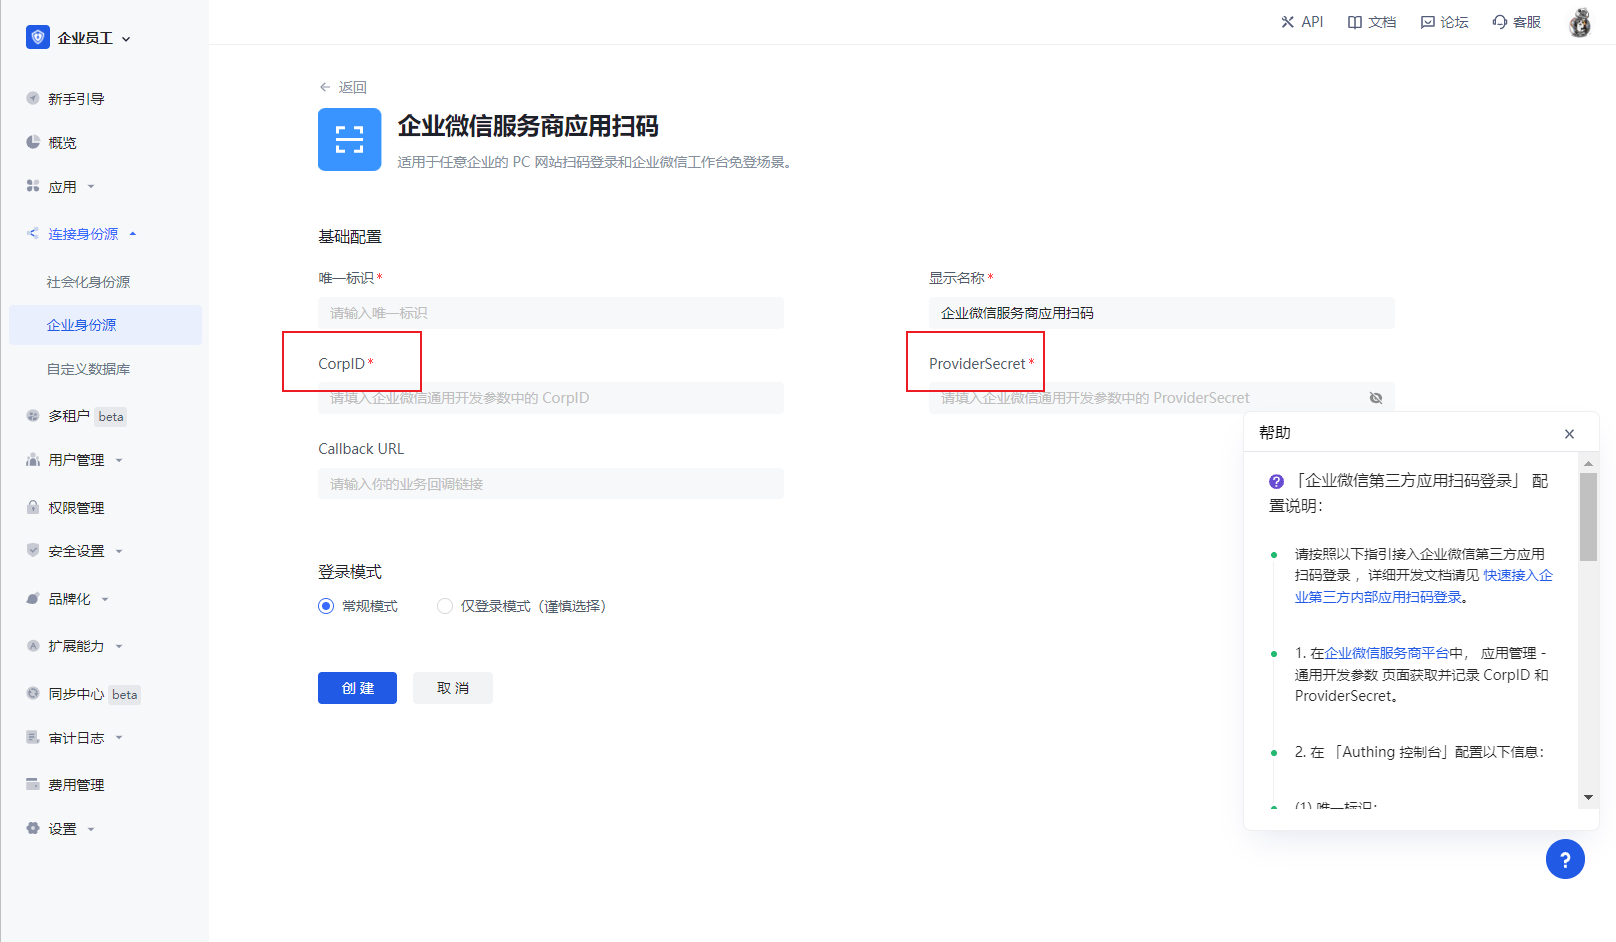 企业员工
API
文档
论坛
客服
新手引导
概览
应用
连接身份源
社会化身份源
企业身份源
自定义数据库
多租户 beta
用户管理
权限管理
安全设置
品牌化
扩展能力
同步中心 beta
审计日志
费用管理
设置
返回
企业微信服务商应用扫码
适用于任意企业的 PC 网站扫码登录和企业微信工作台免登场景。
基础配置
唯一标识*
请输入唯一标识
显示名称*
企业微信服务商应用扫码
CorpID*
请填入企业微信通用开发参数中的 CorpID
ProviderSecret*
请填入企业微信通用开发参数中的 ProviderSecret
Callback URL
请输入你的业务回调链接
登录模式
常规模式
仅登录模式（谨慎选择）
创 建
取 消
帮助
?「企业微信第三方应用扫码登录」 配
置说明：
请按照以下指引接入企业微信第三方应用
扫码登录 ，详细开发文档请见 快速接入企
业第三方内部应用扫码登录。
1. 在企业微信服务商平台中， 应用管理 -
通用开发参数 页面获取并记录 CorpID 和
ProviderSecret。
2. 在 「Authing 控制台」配置以下信息：
(1) 唯一标识：
?